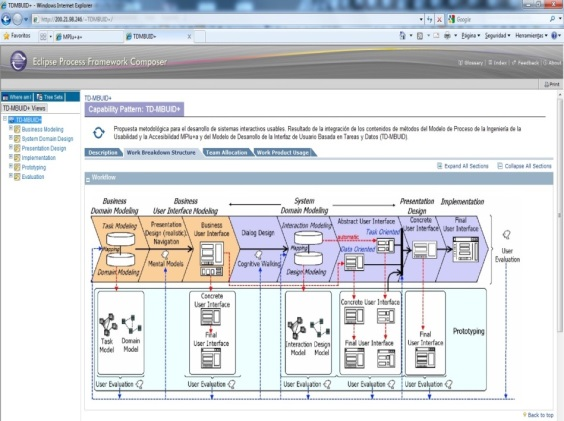 TDMBUID+ - Windows Internet Explorer
http://200.21.98.246/~TDMBUID/
Google
Favoritos
MPIu+a+
TDMBUID+
Página
Seguridad
Herramientas
Eclipse Process Framework Composer
Glossary
Index
Feedback
About
Print
Where am I
Tree Sets
TD-MBUID+ Views
TD-MBUID+
Business Modeling
System Domain Design
Presentation Design
Implementation
Prototyping
Evaluation
TD-MBUID+
Capability Pattern: TD-MBUID+
Propuesta metodológica para el desarrollo de sistemas interactivos usables. Resultado de la integración de los contenidos de métodos del Modelo de Proceso de la Ingeniería de la
Usabilidad y la Accesibilidad MPIu+a y del Modelo de Desarrollo de la Interfaz de Usuario Basada en Tareas y Datos (TD-MBUID).
Description
Work Breakdown Structure
Team Allocation
Work Product Usage
Expand All Sections
Collapse All Sections
Workflow
Business
Domain Modeling
Business
User Interface Modeling
System
Domain Modeling
Presentation
Design
Implementation
Task Modeling
Mapping
Domain Modeling
Presentation
Design (realistic)
Navigation
Mental Models
Business
User Interface
Dialog Design
Cognitive Walking
Interaction Modeling
Mapping
Design Modeling
automatic
Abstract User Interface
Task Oriented
Data Oriented
Concrete
User Interface
Final
User Interface
User
Evaluation
Task
Model
Domain
Model
Concrete
User Interface
Final
User Interface
Interaction
Model
Design
Model
Concrete User Interface
Final User Interface
Final
User Interface
Prototyping
User Evaluation
User Evaluation
User Evaluation
User Evaluation
User Evaluation
Back to top